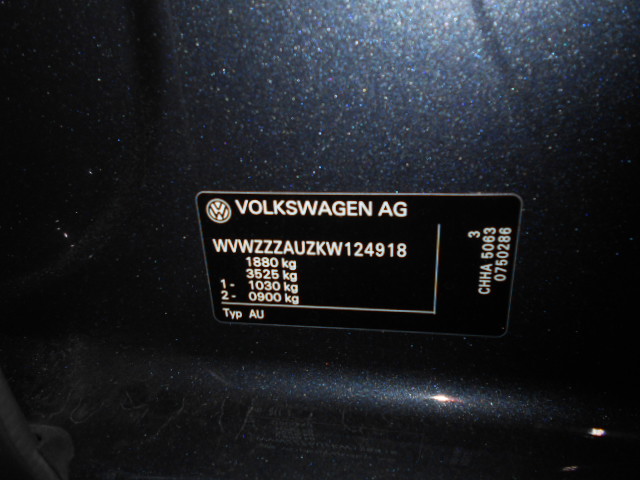 VOLKSWAGEN AG
WVWZZZAUZKW124918
1880 kg
3525 kg
1- 1030 kg
2- 0900 kg
Typ AU
3
CHHA 5063
0750286